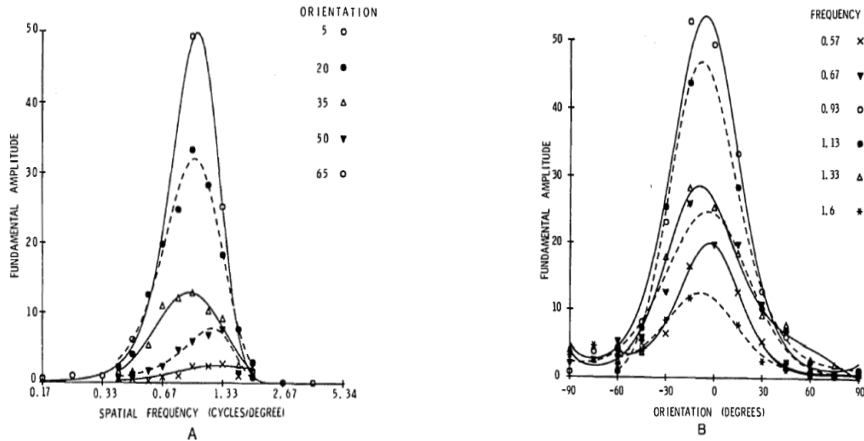 ORIENTATION
5 o
20 •
35 △
50 ▼
65 o
FUNDAMENTAL AMPLITUDE
50
40
30
20
10
0
0.17 0.33 0.67 1.33 2.67 5.34
SPATIAL FREQUENCY (CYCLES/DEGREE)
A
FREQUENCY
0.57 ×
0.67 ▼
0.93 o
1.13 •
1.33 △
1.6 *
FUNDAMENTAL AMPLITUDE
50
40
30
20
10
0
-90 -60 -30 0 30 60 90
ORIENTATION (DEGREES)
B